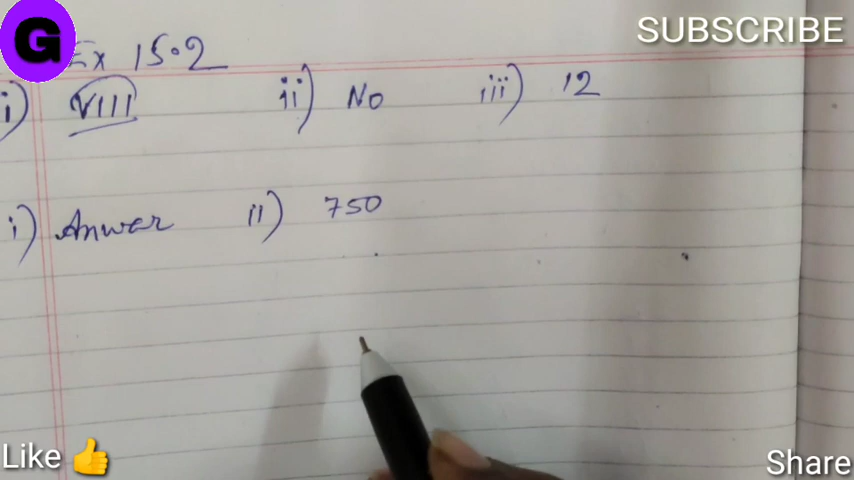 G
SUBSCRIBE
Ex 15.2
i) VIII ii) No iii) 12
i) Anwar ii) 750
Like 👍
Share